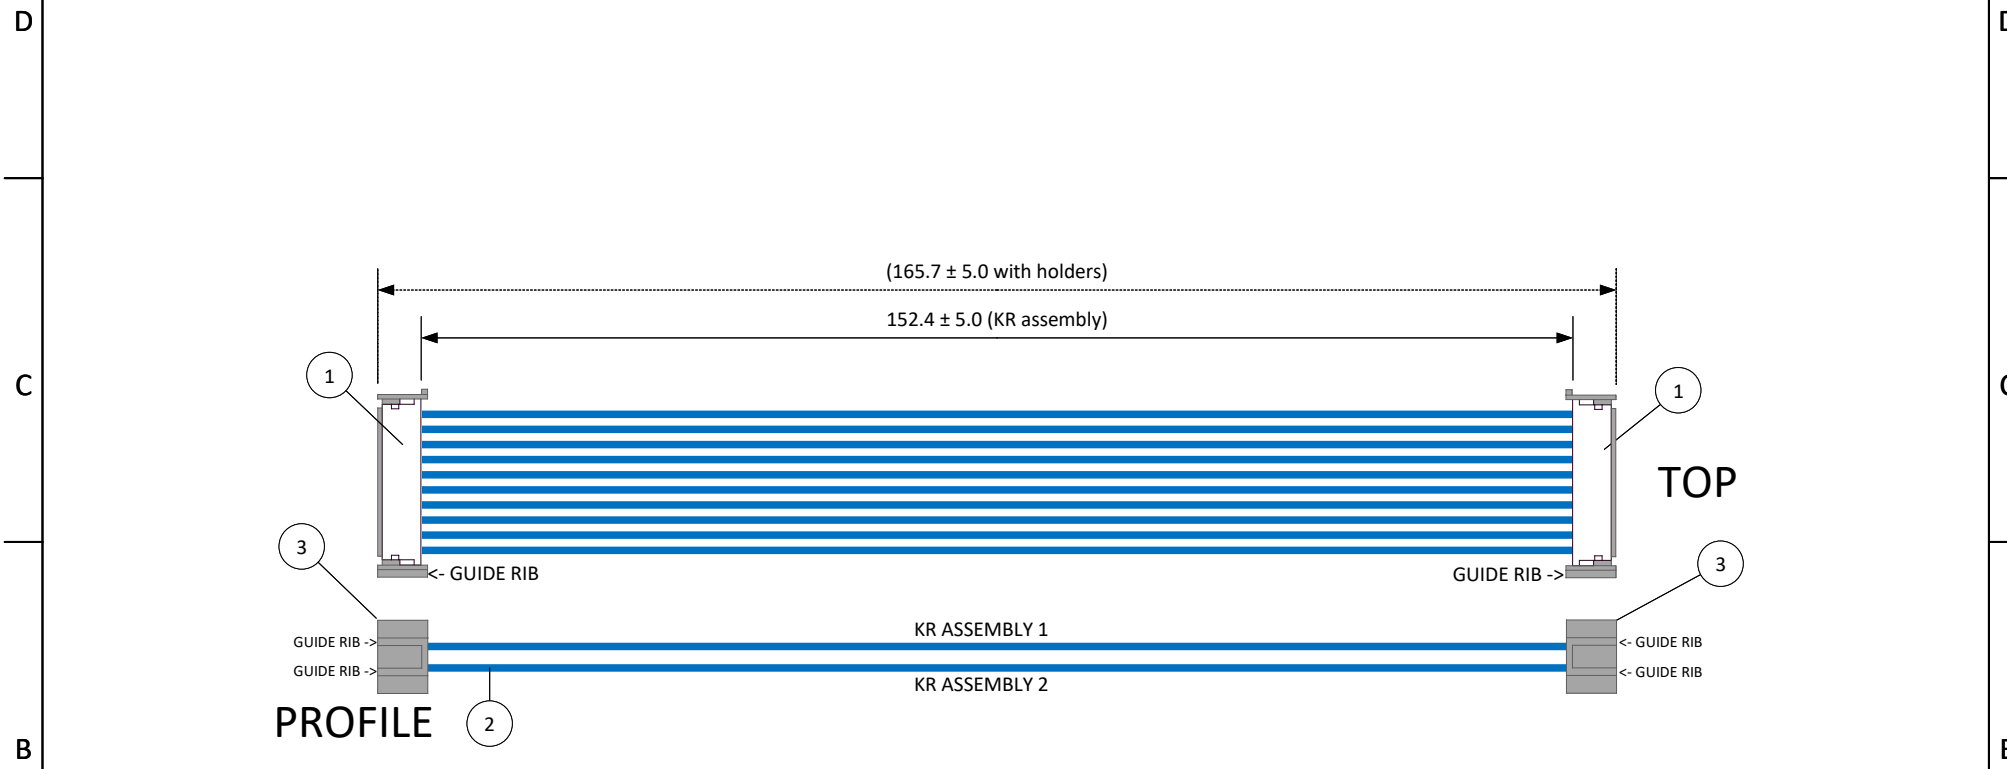 D
(165.7 ± 5.0 with holders)
152.4 ± 5.0 (KR assembly)
1
C
1
TOP
3
3
<- GUIDE RIB
GUIDE RIB ->
KR ASSEMBLY 1
GUIDE RIB ->
<- GUIDE RIB
GUIDE RIB ->
<- GUIDE RIB
KR ASSEMBLY 2
PROFILE
2
B